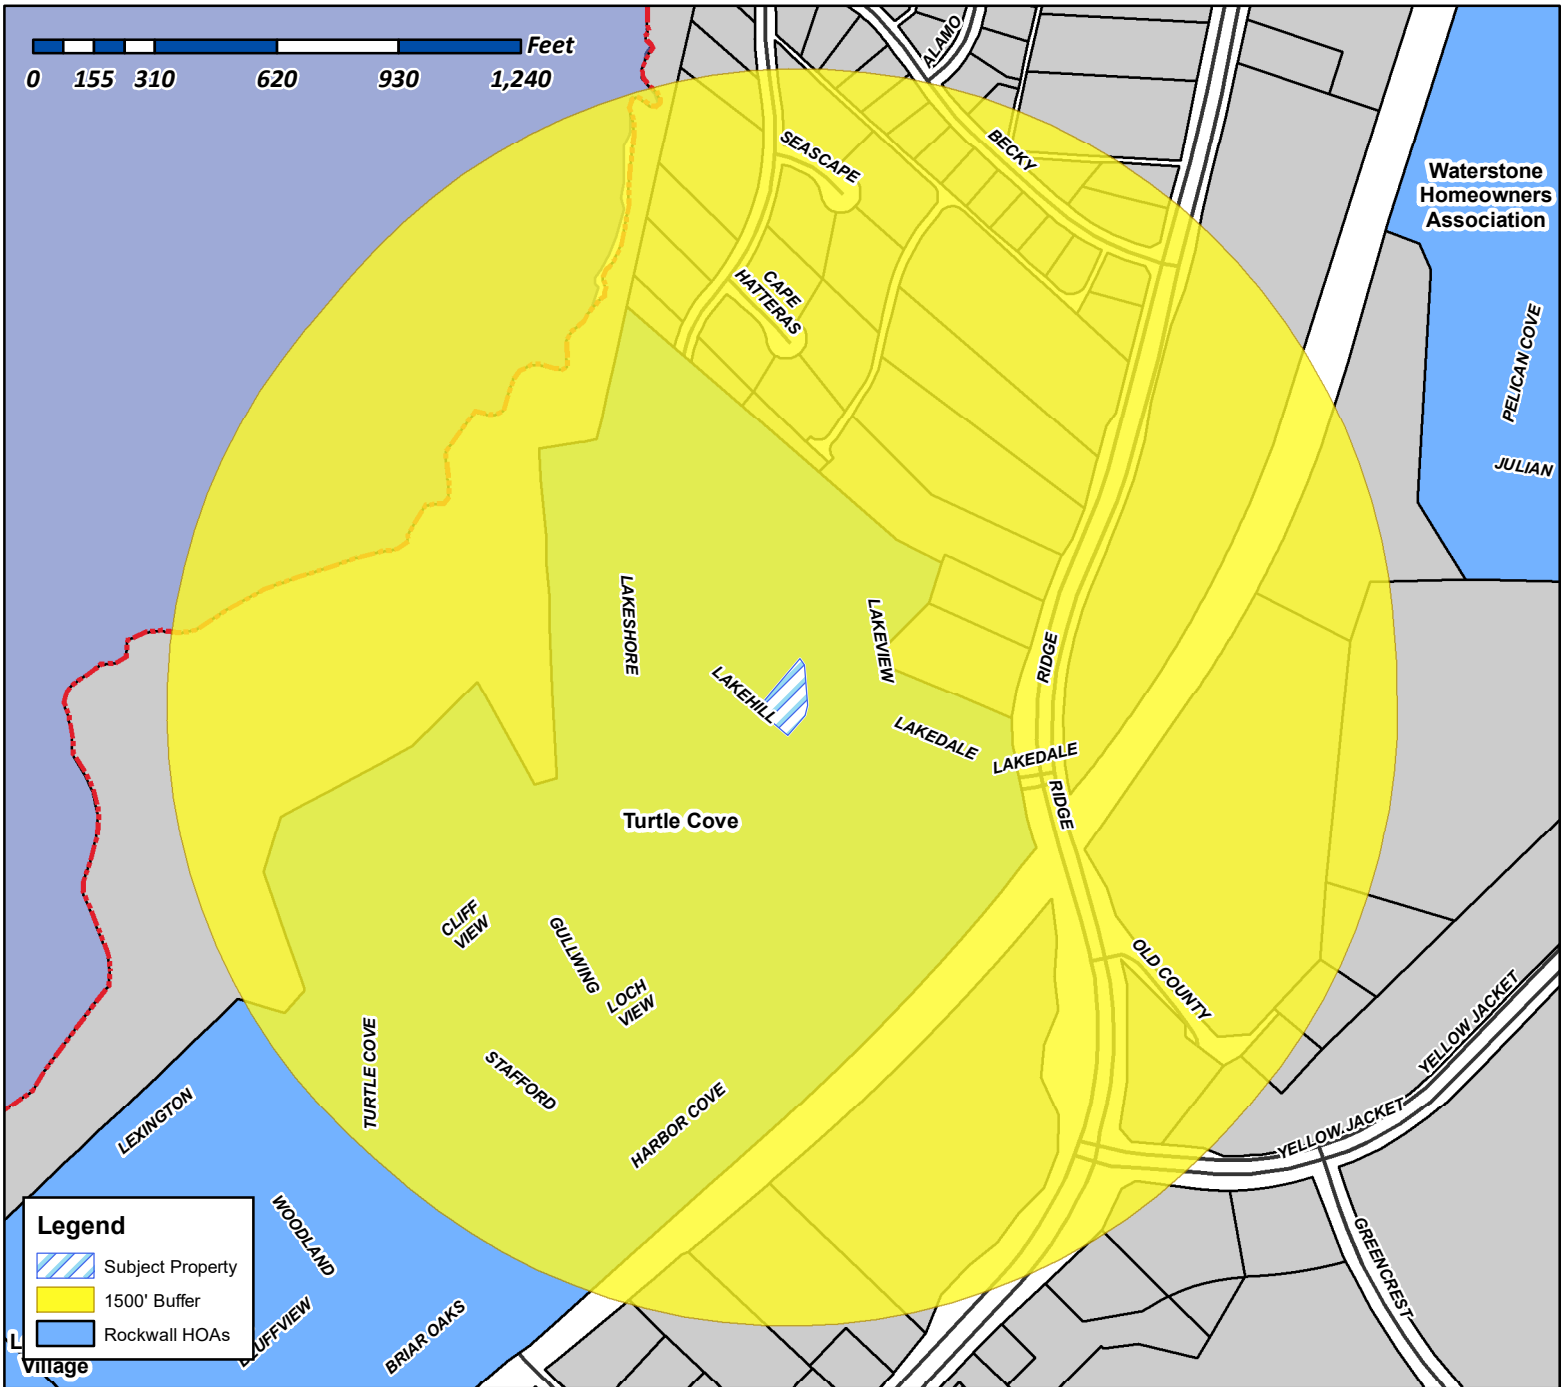 Feet
0 155 310 620 930 1,240
ALAMO
BECKY
SEASCAPE
Waterstone
Homeowners
Association
CAPE
HATTERAS
PELICAN COVE
JULIAN
LAKESHORE
LAKEVIEW
RIDGE
LAKEHILL
LAKEDALE
LAKEDALE
RIDGE
Turtle Cove
CLIFF
VIEW
GULLWING
LOCH
VIEW
OLD COUNTY
YELLOW JACKET
TURTLE COVE
STAFFORD
HARBOR COVE
LEXINGTON
YELLOW JACKET
WOODLAND
GREENCREST
BRIAR OAKS
Legend
Subject Property
1500' Buffer
Rockwall HOAs
Village